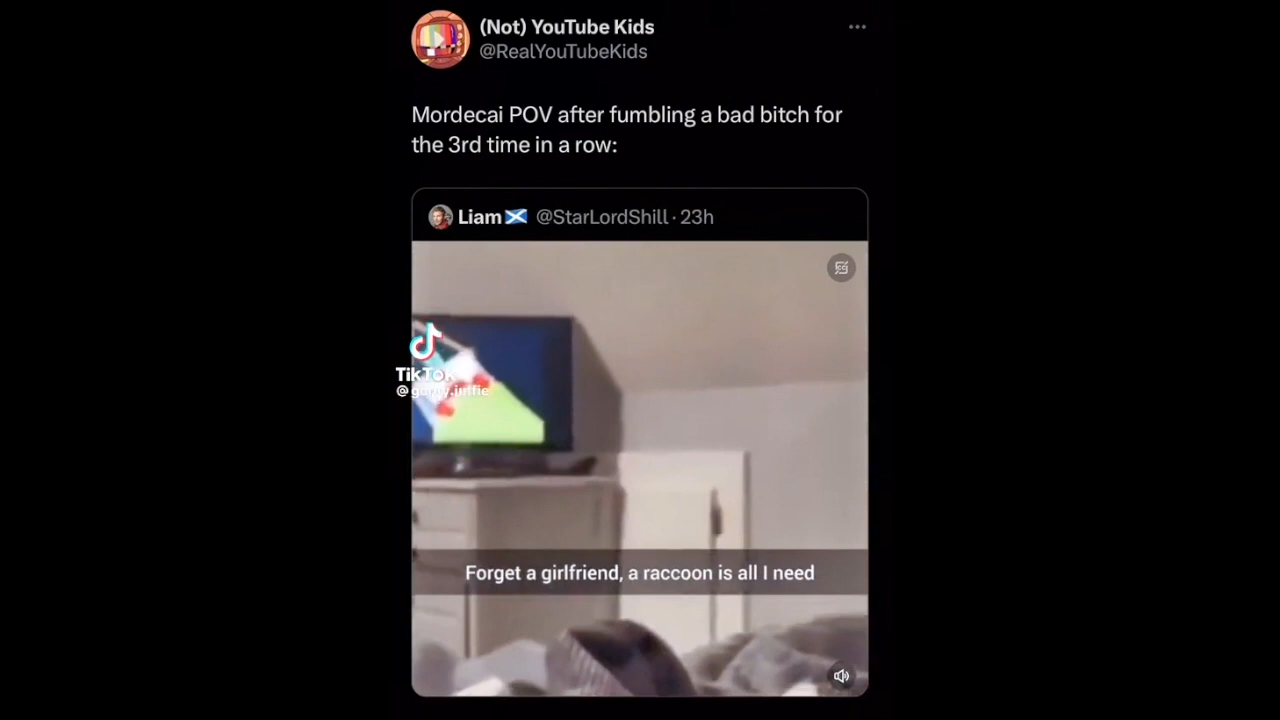 (Not) YouTube Kids
@RealYouTubeKids
Mordecai POV after fumbling a bad bitch for
the 3rd time in a row:
Liam🏴󠁧󠁢󠁳󠁣󠁴󠁿 @StarLordShill · 23h
TikTok
Forget a girlfriend, a raccoon is all I need